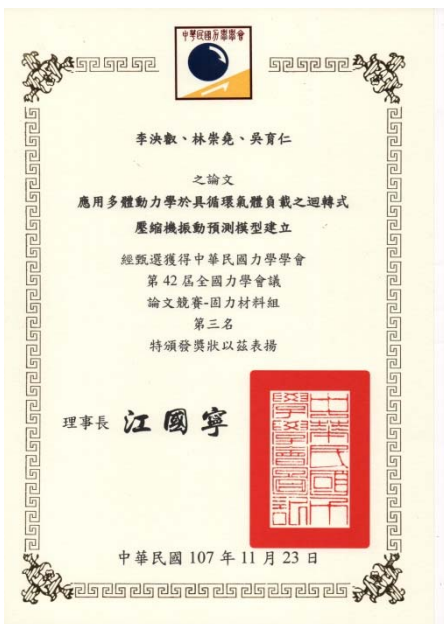 中華民國力學學會
李泱叡、林崇堯、吳育仁
之論文
應用多體動力學於具循環氣體負載之迴轉式
壓縮機振動預測模型建立
經甄選獲得中華民國力學學會
第 42 屆全國力學會議
論文競賽-固力材料組
第三名
特頒發獎狀以茲表揚
理事長 江國寧
中華民國 107 年 11 月 23 日